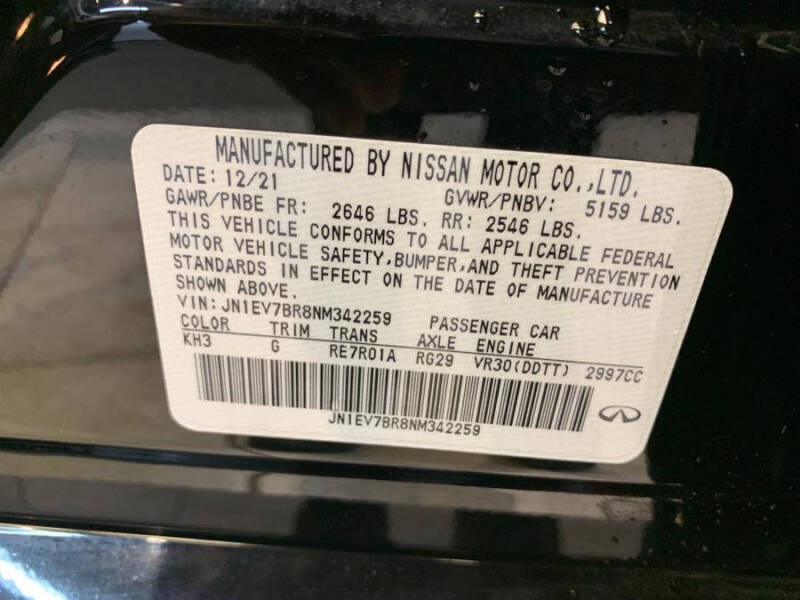 MANUFACTURED BY NISSAN MOTOR CO.,LTD.
DATE: 12/21 GVWR/PNBV: 5159 LBS.
GAWR/PNBE FR: 2646 LBS. RR: 2546 LBS.
THIS VEHICLE CONFORMS TO ALL APPLICABLE FEDERAL
MOTOR VEHICLE SAFETY,BUMPER,AND THEFT PREVENTION
STANDARDS IN EFFECT ON THE DATE OF MANUFACTURE
SHOWN ABOVE.
VIN:JN1EV7BR8NM342259 PASSENGER CAR
COLOR TRIM TRANS AXLE ENGINE
KH3 G RE7R01A RG29 VR30(DDTT) 2997CC
JN1EV7BR8NM342259